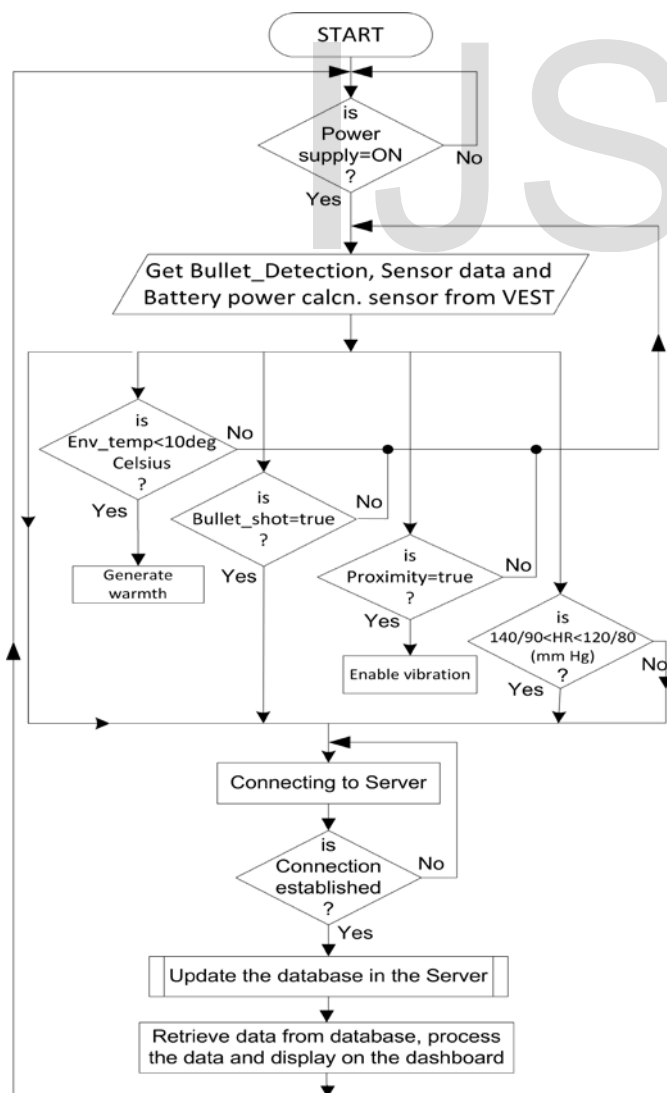 START
IJS
is
Power
supply=ON
?
No
Yes
Get Bullet_Detection, Sensor data and
Battery power calcn. sensor from VEST
is
Env_temp<10deg
Celsius
?
No
Yes
Generate
warmth
is
Bullet_shot=true
?
No
Yes
is
Proximity=true
?
No
Yes
Enable vibration
is
140/90<HR<120/80
(mm Hg)
?
No
Yes
Connecting to Server
is
Connection
established
?
No
Yes
Update the database in the Server
Retrieve data from database, process
the data and display on the dashboard